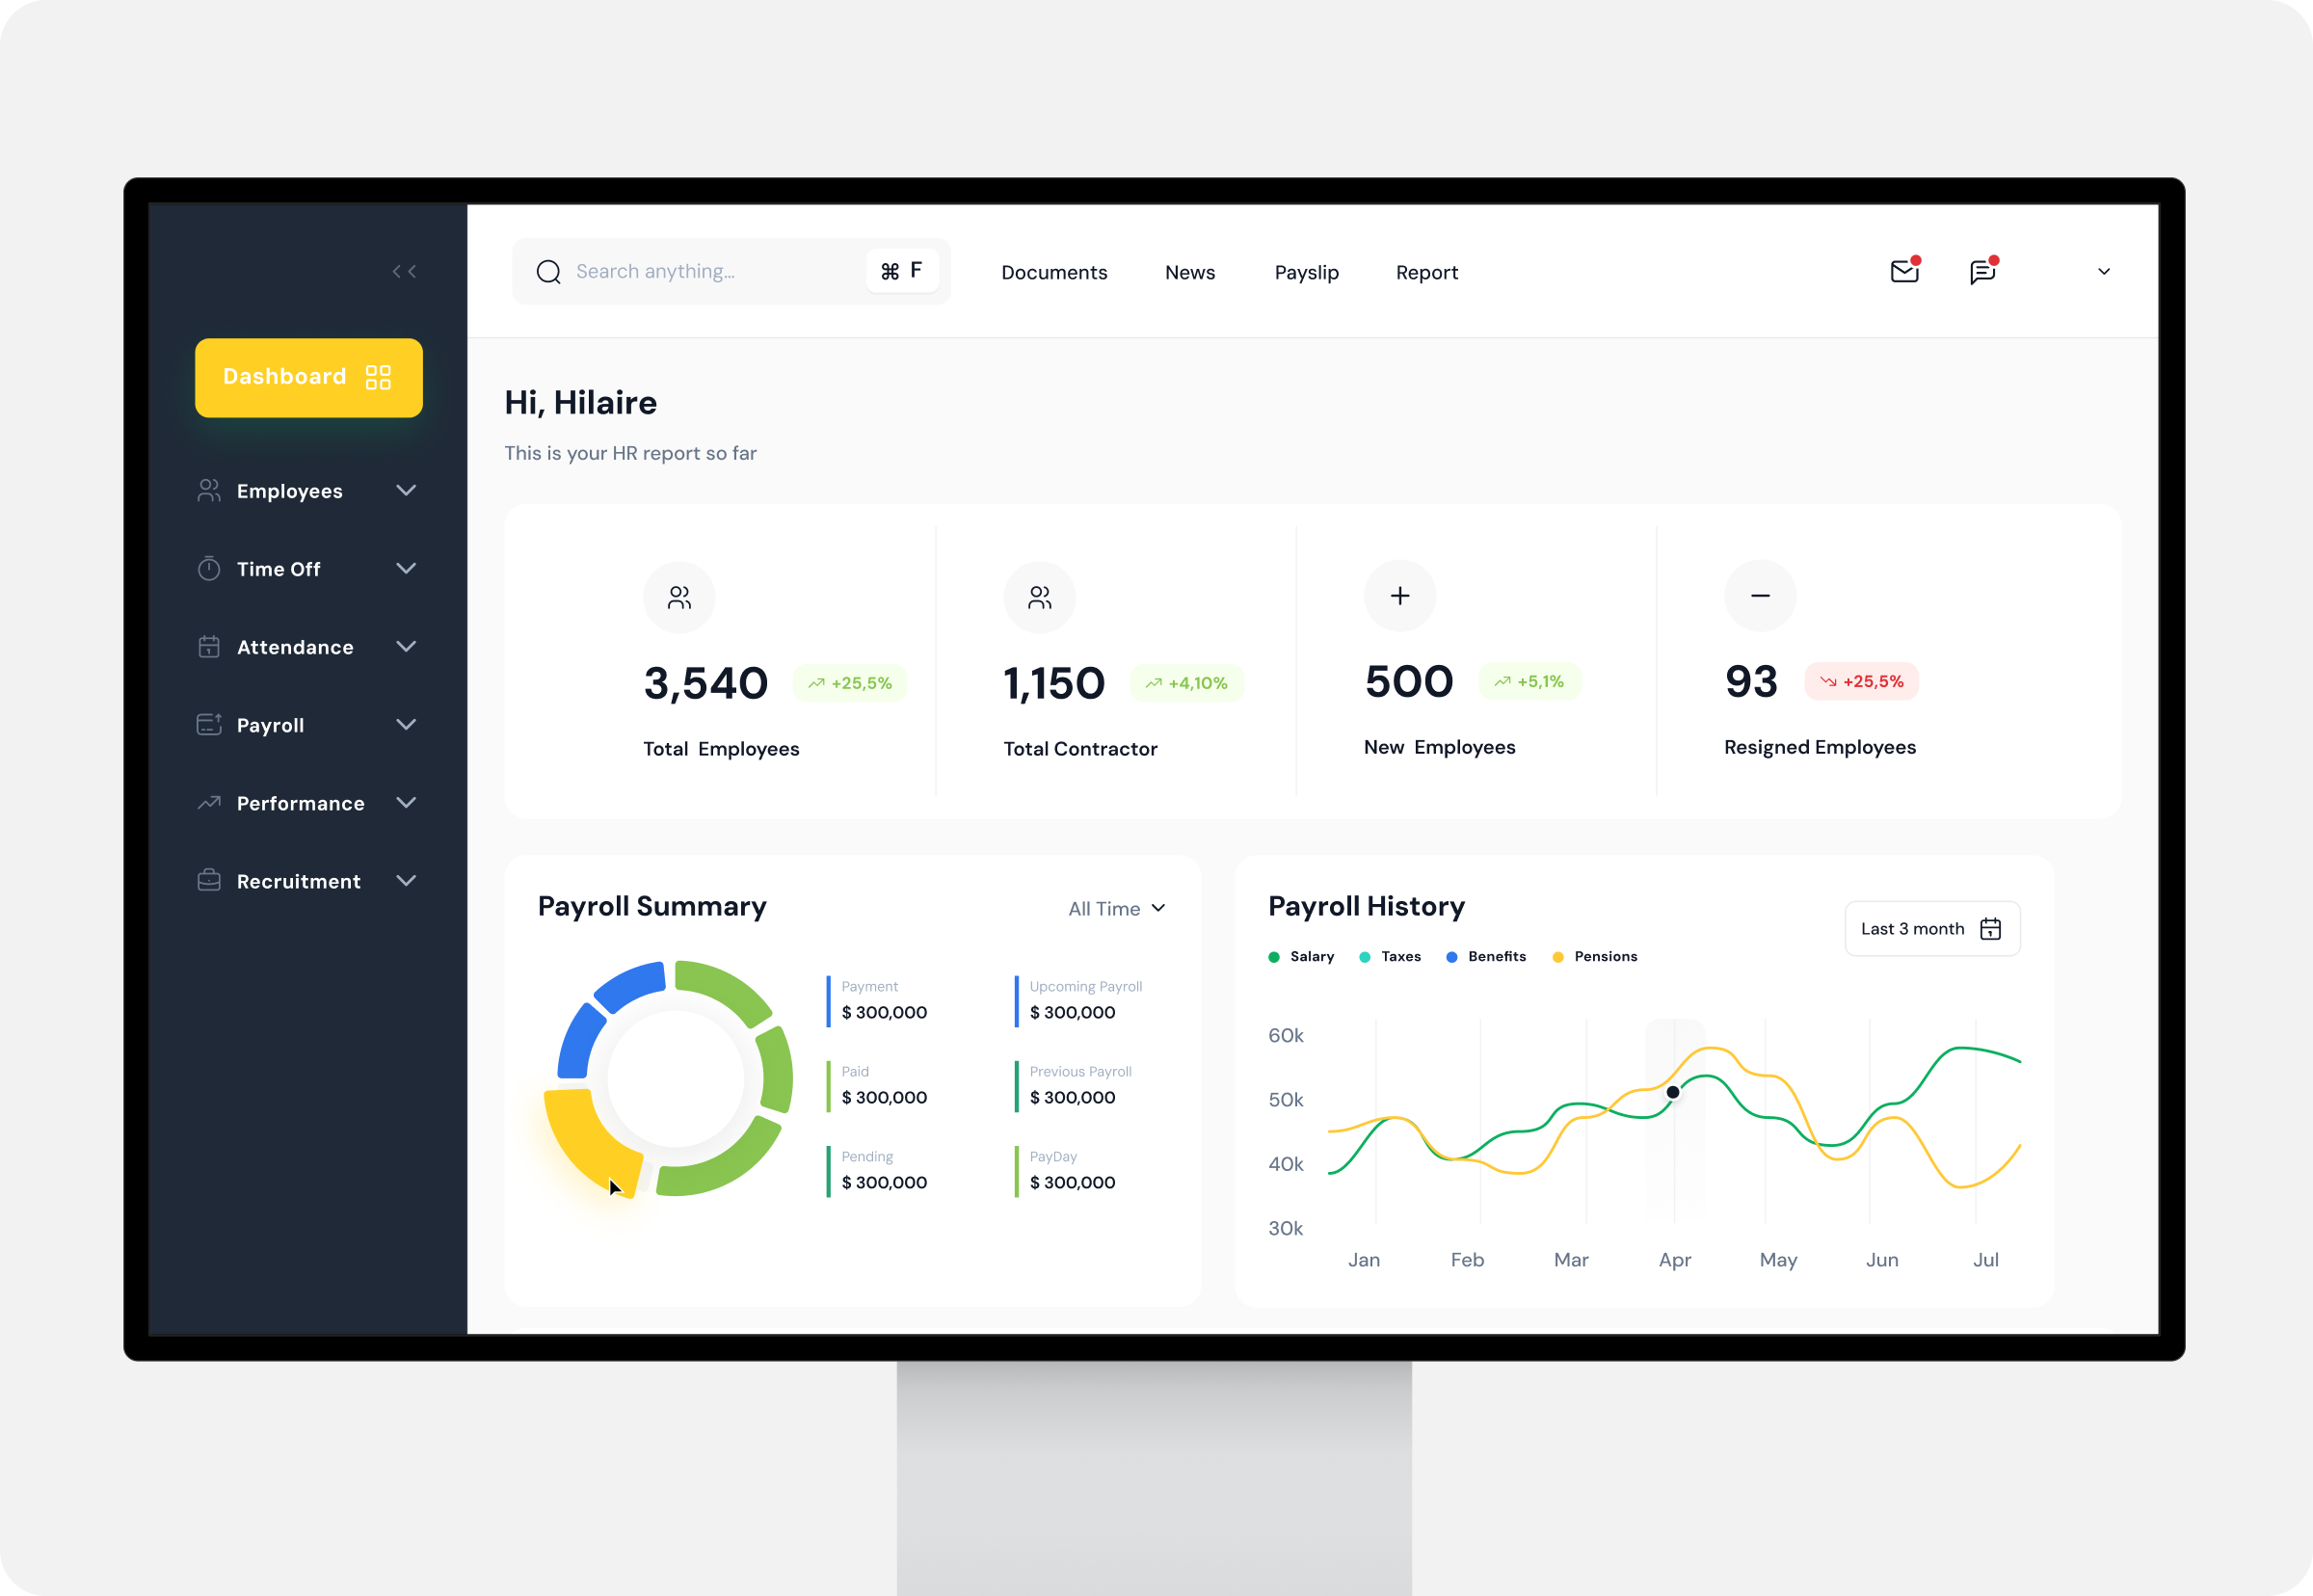 Search anything...
⌘ F
Documents
News
Payslip
Report
Dashboard
Employees
Time Off
Attendance
Payroll
Performance
Recruitment
Hi, Hilaire
This is your HR report so far
3,540
+25,5%
Total Employees
1,150
+4,10%
Total Contractor
500
+5,1%
New Employees
93
+25,5%
Resigned Employees
Payroll Summary
All Time
Payment
$ 300,000
Upcoming Payroll
$ 300,000
Paid
$ 300,000
Previous Payroll
$ 300,000
Pending
$ 300,000
PayDay
$ 300,000
Payroll History
Last 3 month
Salary
Taxes
Benefits
Pensions
60k
50k
40k
30k
Jan
Feb
Mar
Apr
May
Jun
Jul